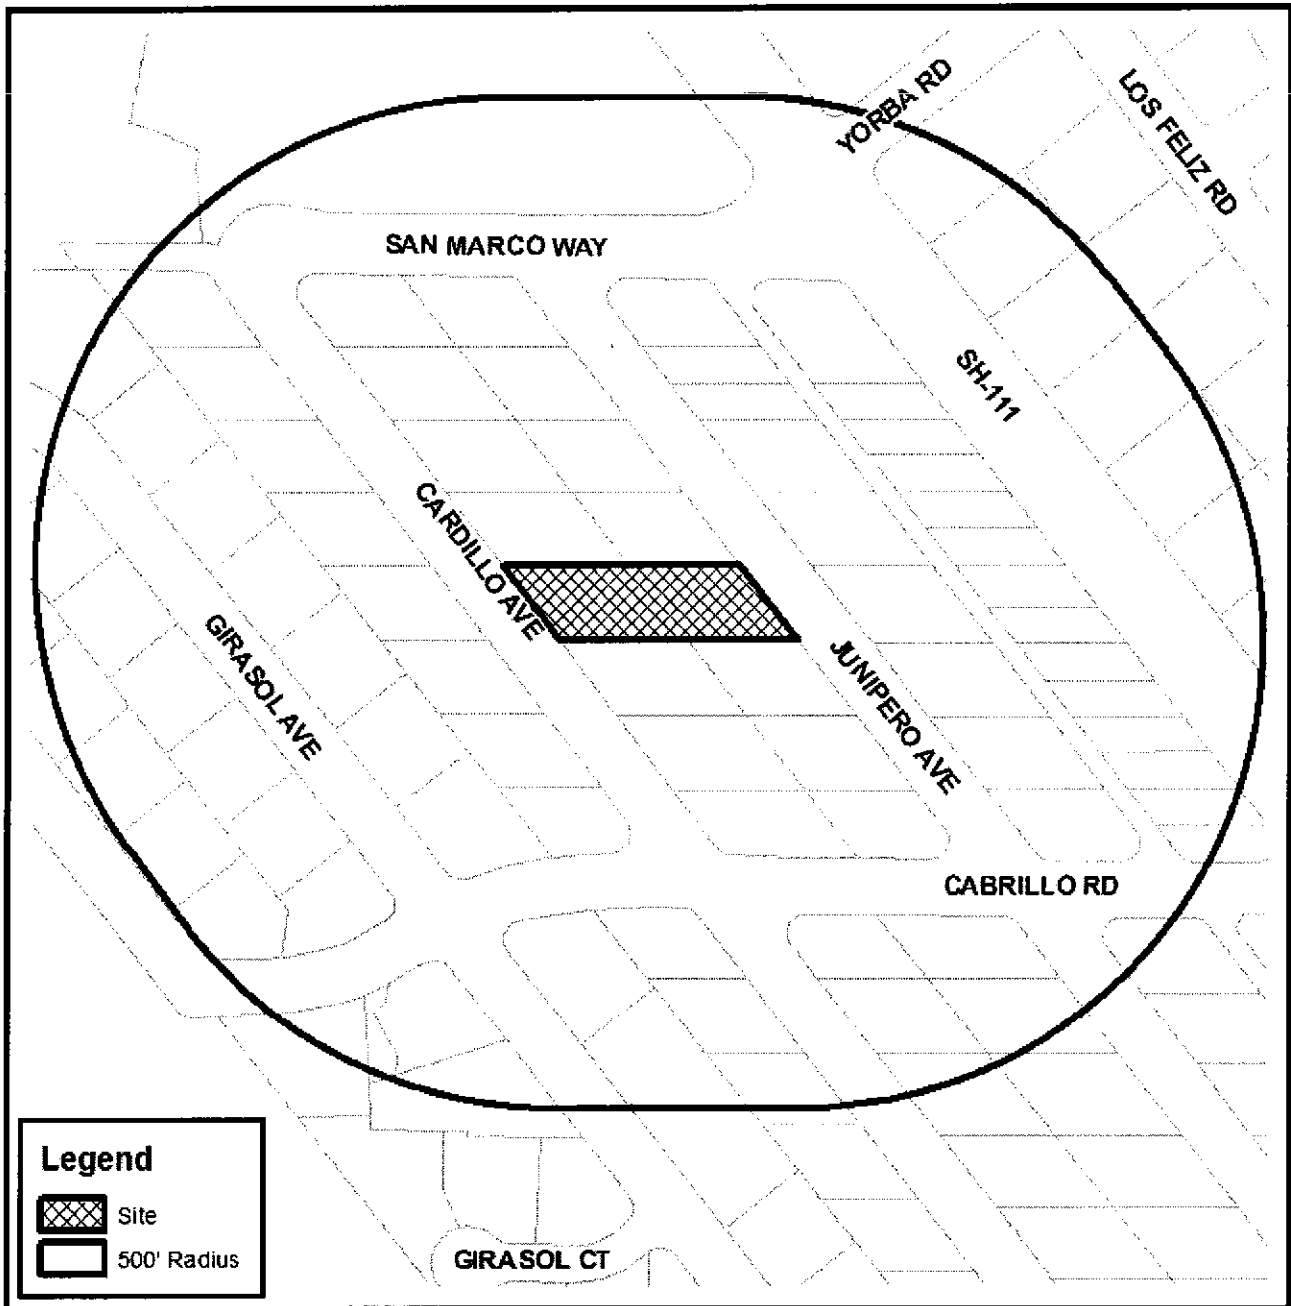 YORBA RD
LOS FELIZ RD
SAN MARCO WAY
SH-111
CARDILLO AVE
GIRASOL AVE
JUNIPERO AVE
CABRILLO RD
Legend
Site
500' Radius
GIRASOL CT